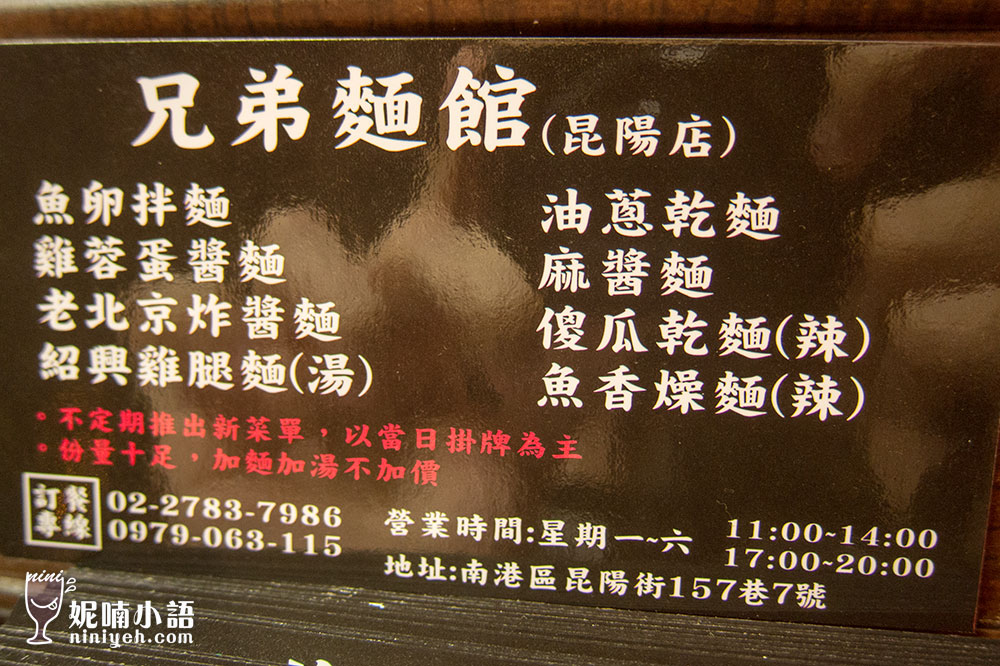 兄弟麵館(昆陽店)
魚卵拌麵
雞蓉蛋醬麵
老北京炸醬麵
紹興雞腿麵(湯)
油蔥乾麵
麻醬麵
傻瓜乾麵(辣)
魚香燥麵(辣)
。不定期推出新菜單，以當日掛牌為主
。份量十足，加麵加湯不加價
訂餐專線
02-2783-7986
0979-063-115
營業時間:星期一~六 11:00~14:00
17:00~20:00
地址:南港區昆陽街157巷7號
nini
妮喃小語
niniyeh.com